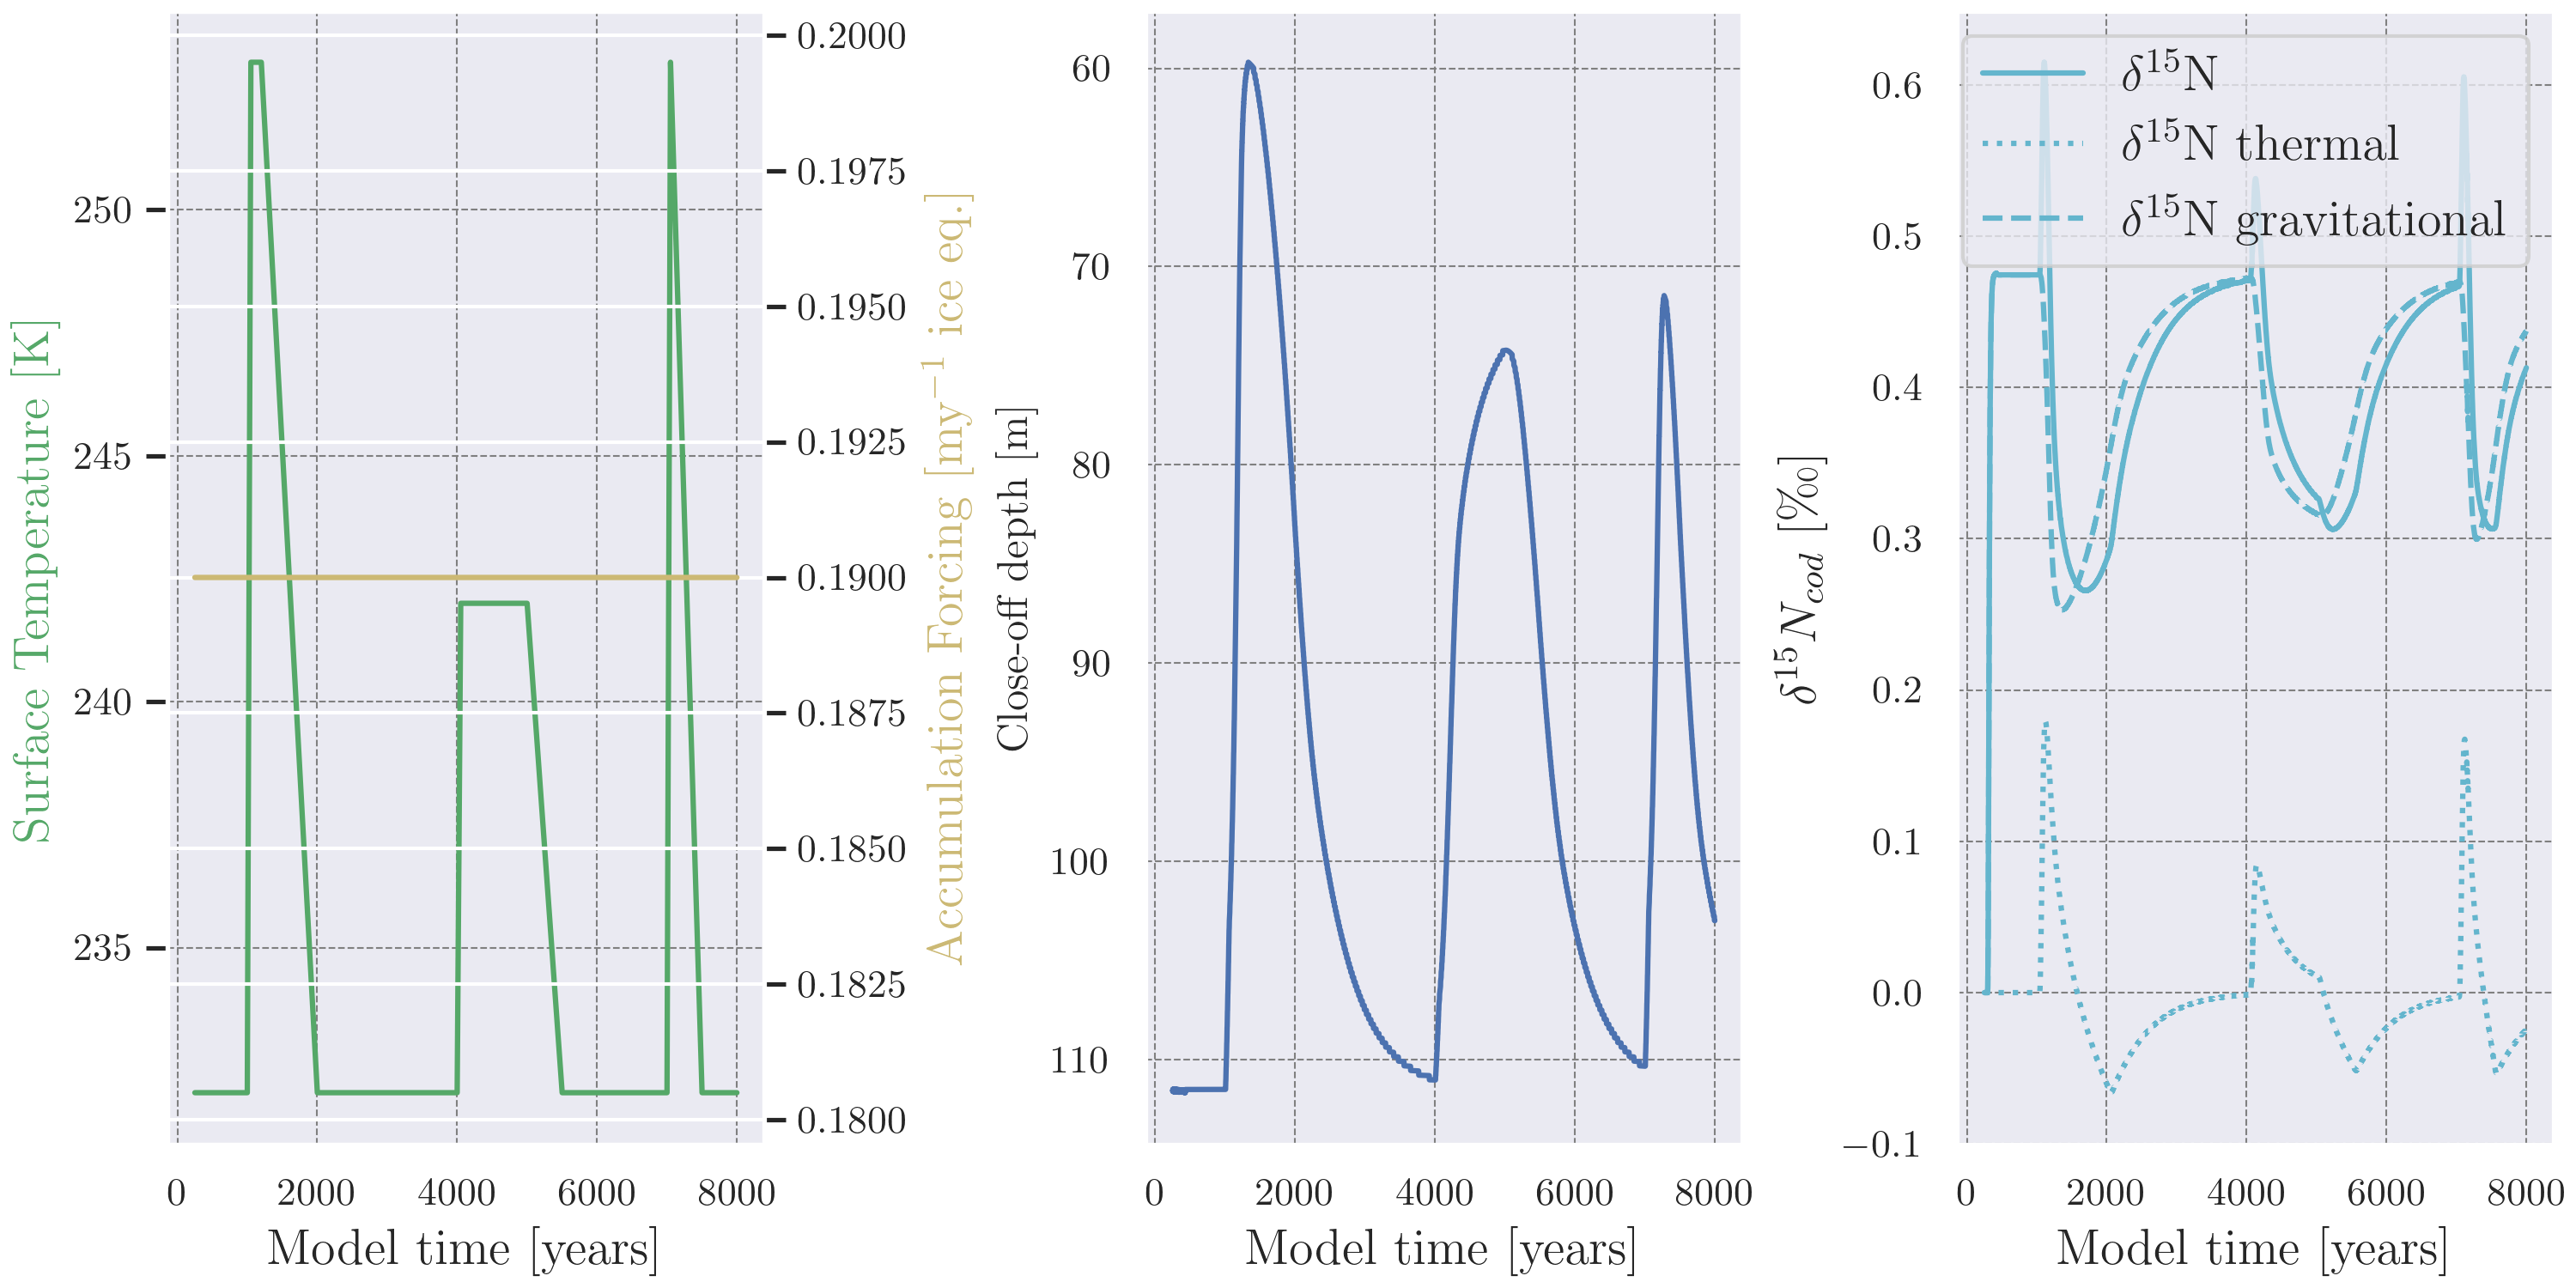 Surface Temperature [K]
250
245
240
235
0.2000
0.1975
0.1950
0.1925
0.1900
0.1875
0.1850
0.1825
0.1800
Accumulation Forcing [my⁻¹ ice eq.]
0 2000 4000 6000 8000
Model time [years]
Close-off depth [m]
60
70
80
90
100
110
0 2000 4000 6000 8000
Model time [years]
δ¹⁵N_cod [‰]
0.6
0.5
0.4
0.3
0.2
0.1
0.0
−0.1
δ¹⁵N
δ¹⁵N thermal
δ¹⁵N gravitational
0 2000 4000 6000 8000
Model time [years]